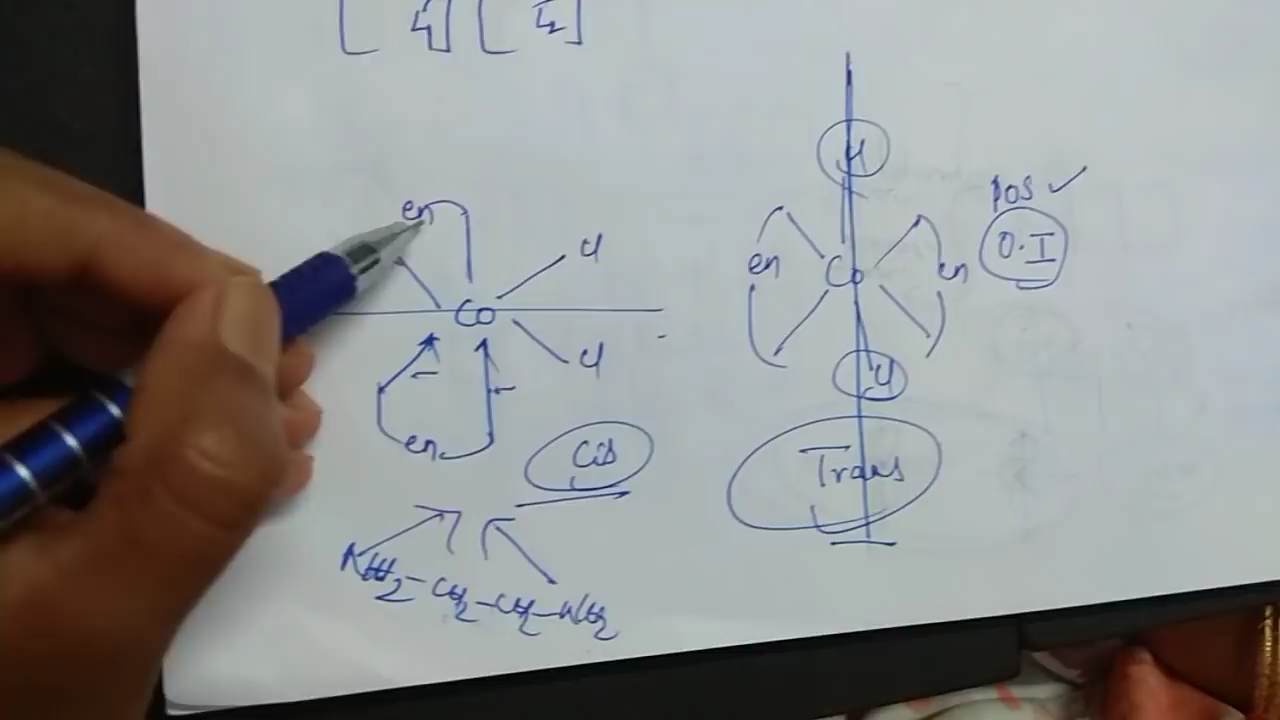 en
Cl
Co
Cl
en
Cis
NH2-CH2-CH2-NH2
Cl
en
Co
en
Cl
Trans
POS ✓
O.I